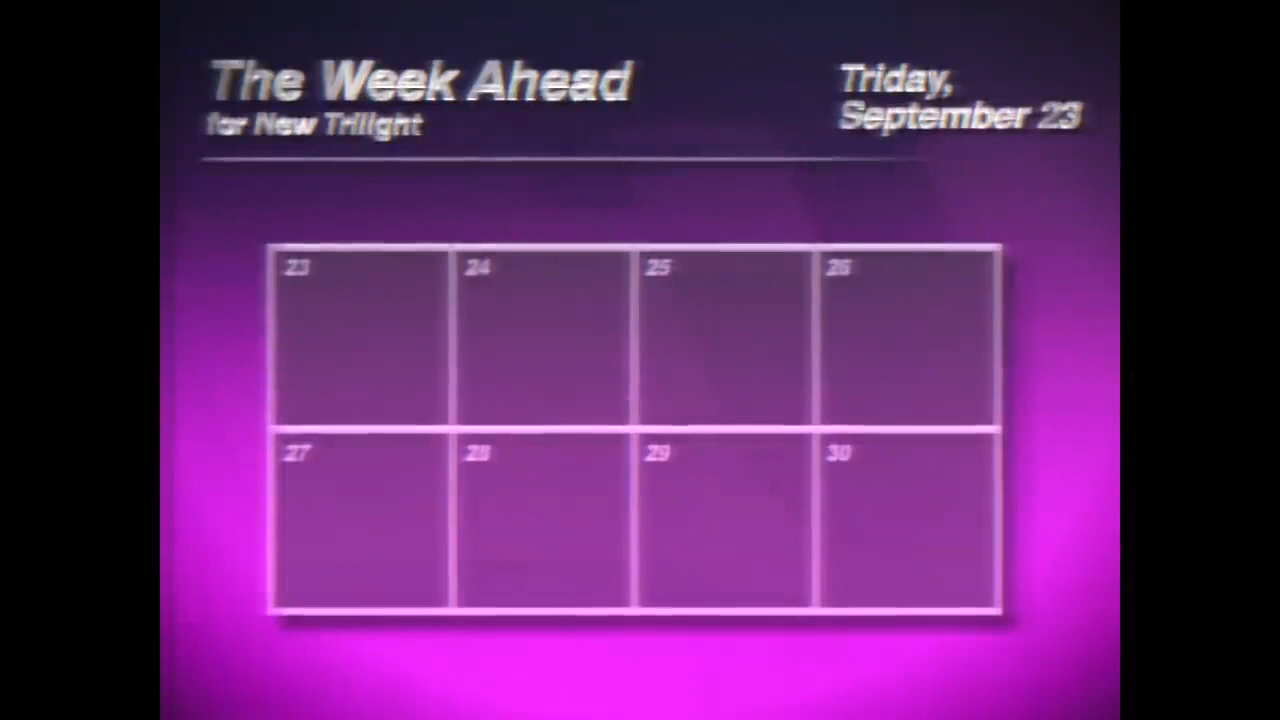 The Week Ahead
for New Trilight
Triday,
September 23
23 24 25 26
27 28 29 30